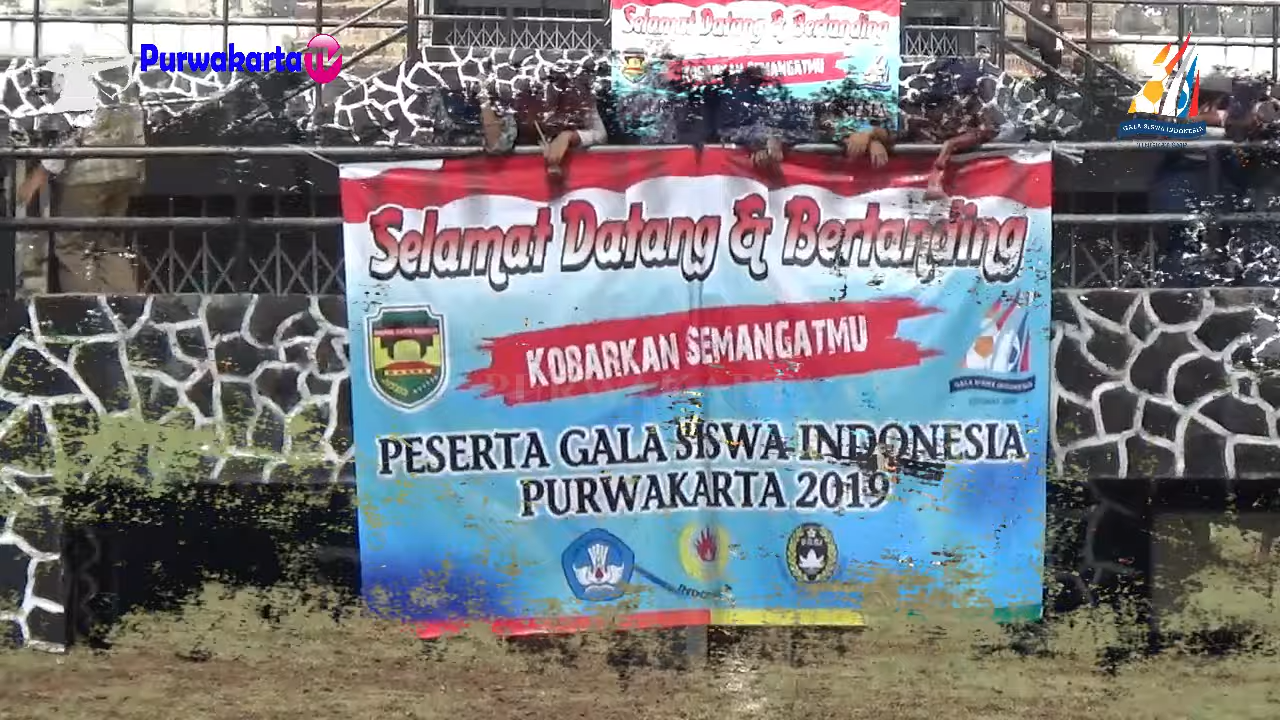 Selamat Datang & Bertanding
Purwakarta TV
KOBARKAN SEMANGATMU
GALA SISWA INDONESIA
Selamat Datang & Bertanding
KOBARKAN SEMANGATMU
GALA SISWA INDONESIA
PESERTA GALA SISWA INDONESIA
PURWAKARTA 2019